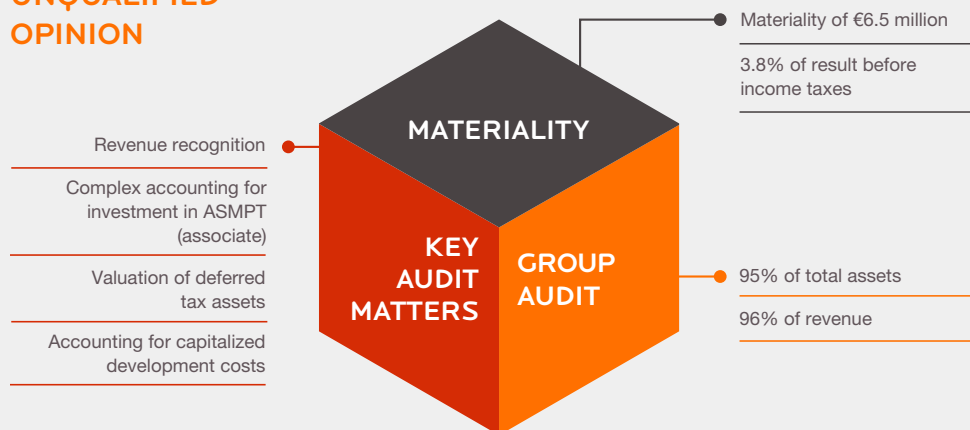 UNQUALIFIED
OPINION
MATERIALITY
Materiality of €6.5 million
3.8% of result before
income taxes
KEY
AUDIT
MATTERS
Revenue recognition
Complex accounting for
investment in ASMPT
(associate)
Valuation of deferred
tax assets
Accounting for capitalized
development costs
GROUP
AUDIT
95% of total assets
96% of revenue